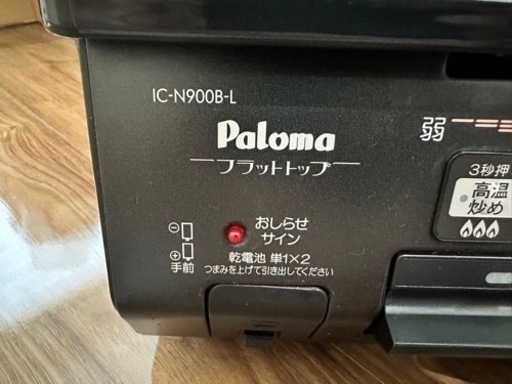 IC-N900B-L
Paloma
フラットトップ
弱
3秒押
高温
炒め
おしらせ
サイン
手前
乾電池 単1×2
つまみを上げて引き出してください